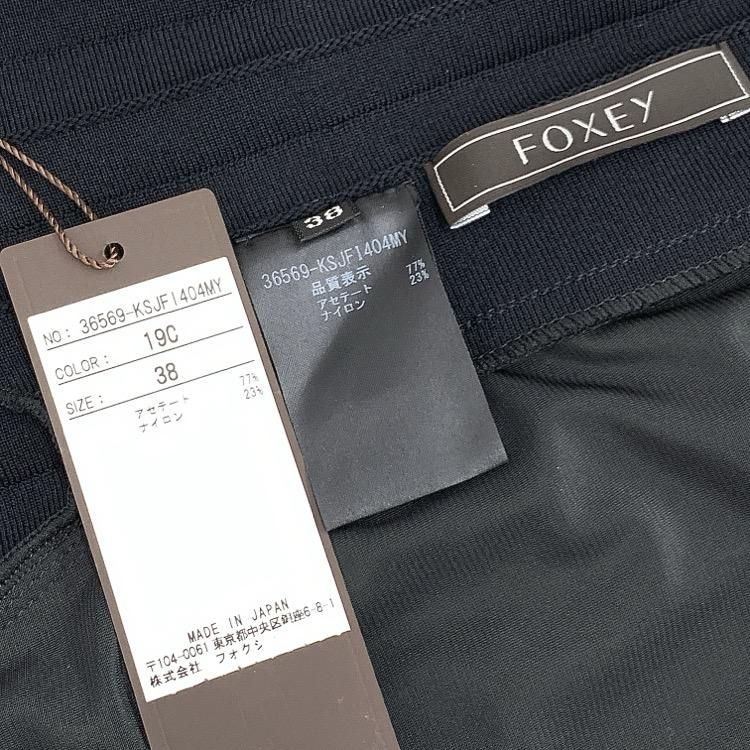 FOXEY
38
36569-KSJFI404MY
品質表示
アセテート 77%
ナイロン 23%
NO: 36569-KSJFI404MY
COLOR: 19C
SIZE: 38
アセテート 77%
ナイロン 23%
MADE IN JAPAN
〒104-0061 東京都中央区銀座6-8-1
株式会社 フォクシ